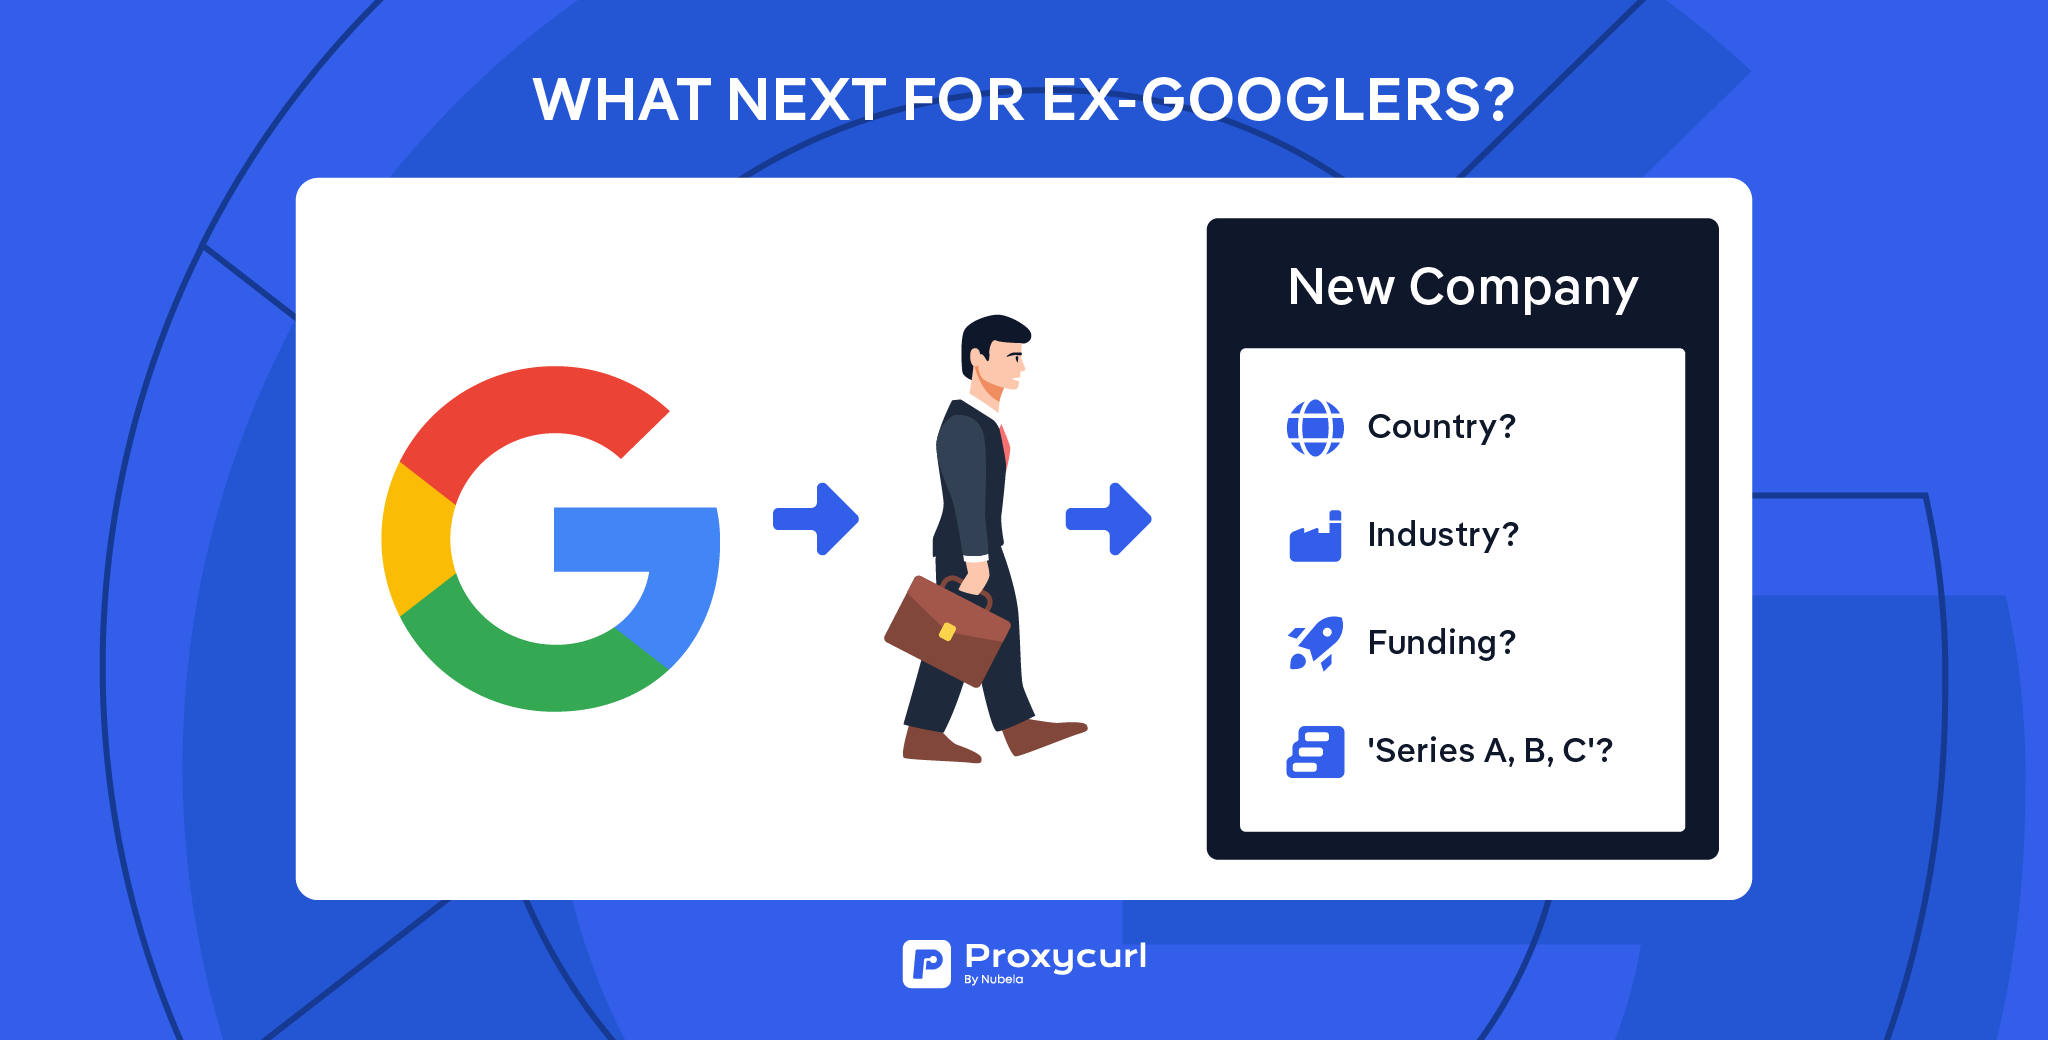 WHAT NEXT FOR EX-GOOGLERS?
New Company
Country?
Industry?
Funding?
'Series A, B, C'?
Proxycurl
By Nubela